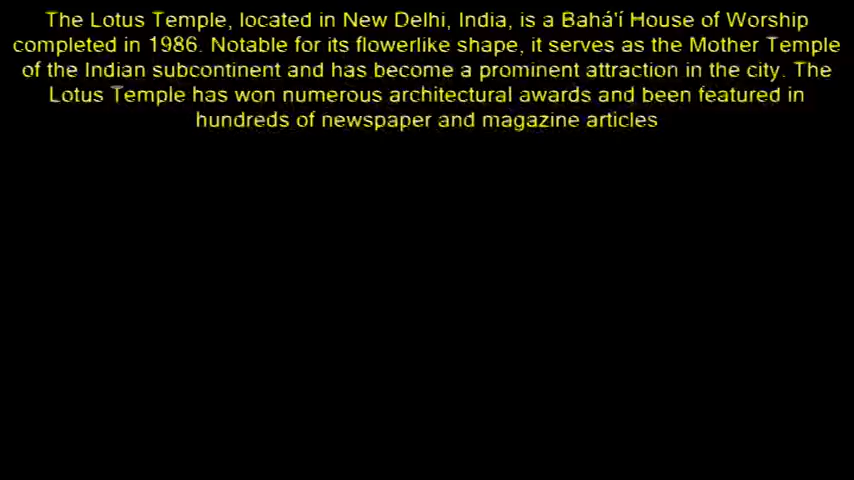 The Lotus Temple, located in New Delhi, India, is a Bahá'í House of Worship
completed in 1986. Notable for its flowerlike shape, it serves as the Mother Temple
of the Indian subcontinent and has become a prominent attraction in the city. The
Lotus Temple has won numerous architectural awards and been featured in
hundreds of newspaper and magazine articles